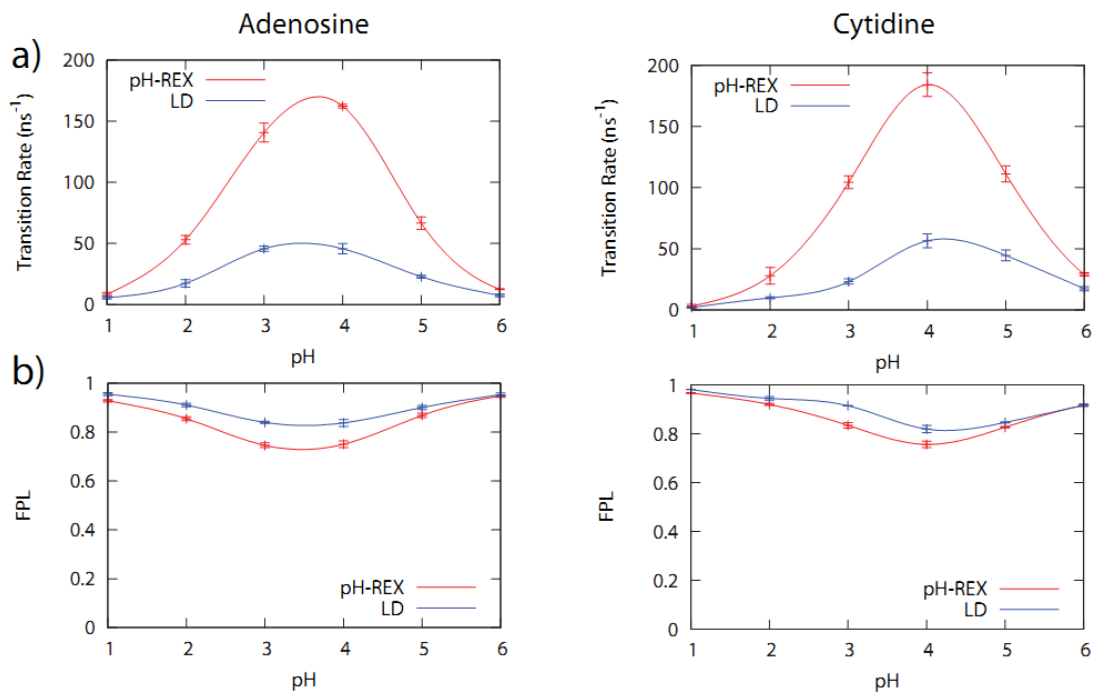 Adenosine
Cytidine
a)
200
150
100
50
0
Transition Rate (ns⁻¹)
pH-REX
LD
1 2 3 4 5 6
pH
200
150
100
50
0
Transition Rate (ns⁻¹)
pH-REX
LD
1 2 3 4 5 6
pH
b)
1
0.8
0.6
0.4
0.2
0
FPL
pH-REX
LD
1 2 3 4 5 6
pH
1
0.8
0.6
0.4
0.2
0
FPL
pH-REX
LD
1 2 3 4 5 6
pH